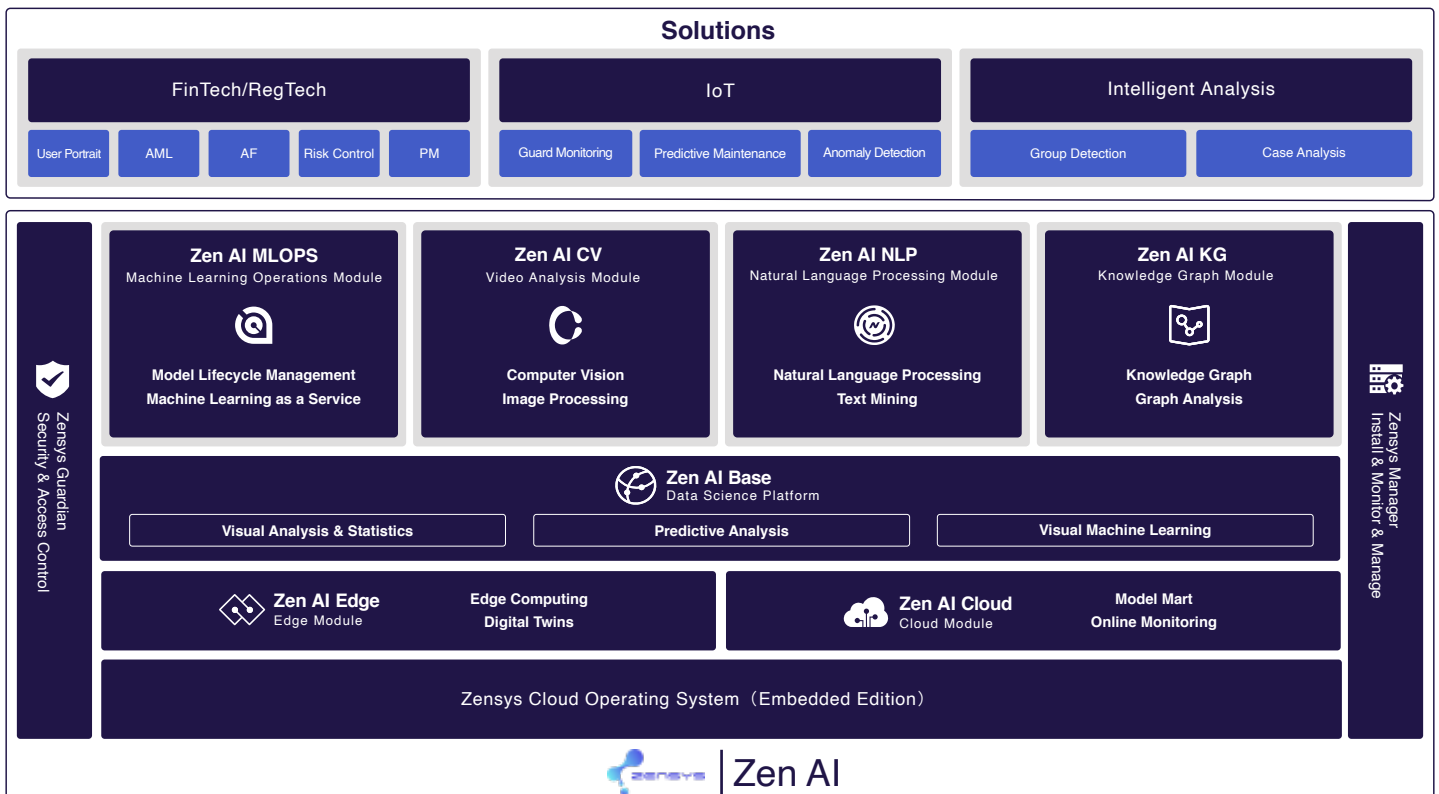 Solutions
FinTech/RegTech
User Portrait
AML
AF
Risk Control
PM
IoT
Guard Monitoring
Predictive Maintenance
Anomaly Detection
Intelligent Analysis
Group Detection
Case Analysis
Zensys Guardian
Security & Access Control
Zen AI MLOPS
Machine Learning Operations Module
Model Lifecycle Management
Machine Learning as a Service
Zen AI CV
Video Analysis Module
Computer Vision
Image Processing
Zen AI NLP
Natural Language Processing Module
Natural Language Processing
Text Mining
Zen AI KG
Knowledge Graph Module
Knowledge Graph
Graph Analysis
Zensys Manager
Install & Monitor & Manage
Zen AI Base
Data Science Platform
Visual Analysis & Statistics
Predictive Analysis
Visual Machine Learning
Zen AI Edge
Edge Module
Edge Computing
Digital Twins
Zen AI Cloud
Cloud Module
Model Mart
Online Monitoring
Zensys Cloud Operating System（Embedded Edition）
zensys
Zen AI